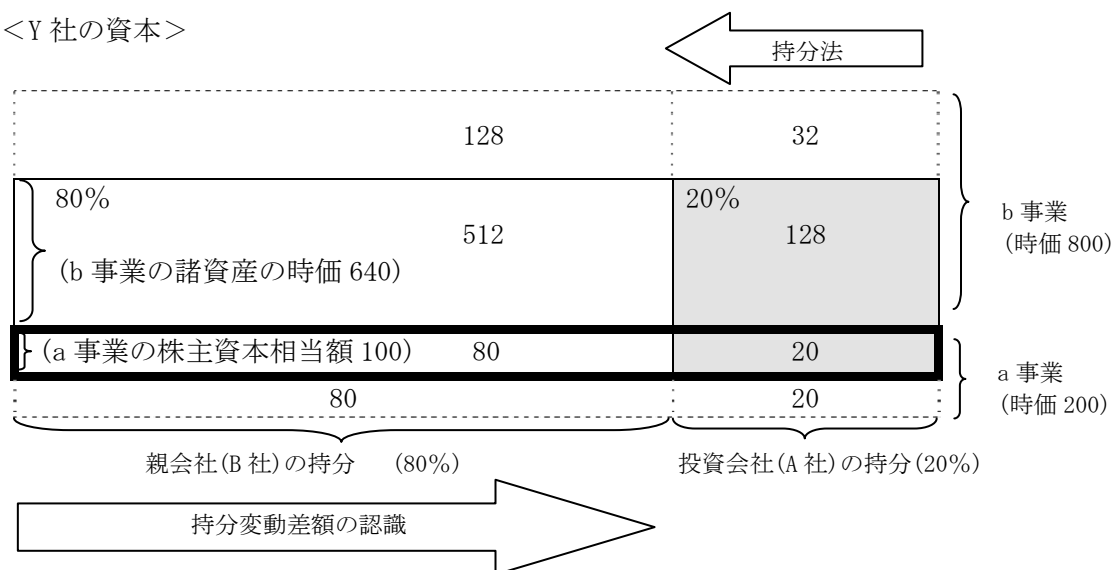 <Y社の資本>
持分法
128 32
80% 20%
512 128
b事業
(時価800)
(b事業の諸資産の時価640)
(a事業の株主資本相当額100) 80 20
a事業
(時価200)
80 20
親会社(B社)の持分 (80%) 投資会社(A社)の持分(20%)
持分変動差額の認識